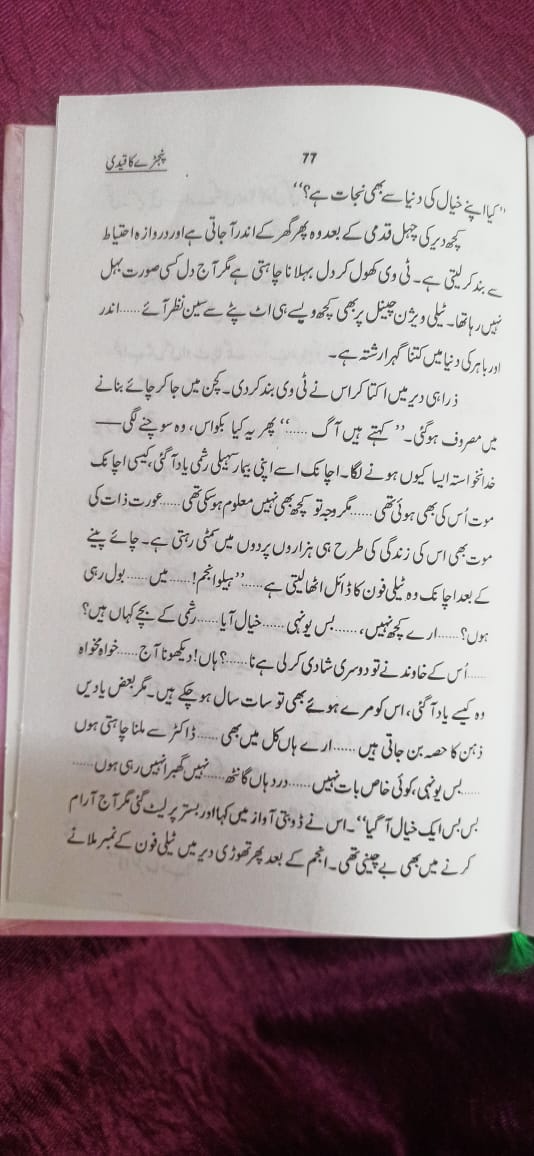 77
پنجڑے کا قیدی
”کیا اپنے خیال کی دنیا سے بھی نجات ہے؟“
کچھ دیر کی چہل قدمی کے بعد وہ پھر گھر کے اندر آ جاتی ہے اور دروازہ احتیاط
سے بند کر لیتی ہے۔ ٹی وی کھول کر دل بہلانا چاہتی ہے مگر آج دل کسی صورت بہل
نہیں رہا تھا۔ ٹیلی ویژن چینل پر بھی کچھ ویسے ہی اٹ پٹے سے سین نظر آئے ...... اندر
اور باہر کی دنیا میں کتنا گہرا رشتہ ہے۔
ذرا ہی دیر میں اکتا کر اس نے ٹی وی بند کر دی۔ کچن میں جا کر چائے بنانے
میں مصروف ہو گئی۔ ”کہتے ہیں آگ ......“ پھر یہ کیا بکواس، وہ سوچنے لگی —
خدانخواستہ ایسا کیوں ہونے لگا۔ اچانک اسے اپنی بیمار سہیلی رشمی یاد آ گئی، کیسی اچانک
موت اُس کی بھی ہوئی تھی ...... مگر وجہ تو کچھ بھی نہیں معلوم ہو سکی تھی ...... عورت ذات کی
موت بھی اس کی زندگی کی طرح ہی ہزاروں پردوں میں سمٹی رہتی ہے۔ چائے پینے
کے بعد اچانک وہ ٹیلی فون کا ڈائل اٹھا لیتی ہے ...... ”ہیلو انجم! ...... میں ...... بول رہی
ہوں؟ ...... ارے کچھ نہیں، ...... بس یونہی ...... خیال آیا ...... رشمی کے بچے کہاں ہیں؟
...... اُس کے خاوند نے تو دوسری شادی کر لی ہے نا ......؟ ہاں! دیکھو نا آج ...... خواہ مخواہ
وہ کیسے یاد آ گئی، اس کو مرے ہوئے بھی تو سات سال ہو چکے ہیں۔ مگر بعض یادیں
ذہن کا حصہ بن جاتی ہیں ...... ارے ہاں کل میں بھی ...... ڈاکٹر سے ملنا چاہتی ہوں
...... بس یونہی، کوئی خاص بات نہیں ...... درد ہاں گانٹھ ...... نہیں گھبرا نہیں رہی ہوں ......
بس بس ایک خیال آ گیا“۔ اس نے ڈوبتی آواز میں کہا اور بستر پر لیٹ گئی مگر آج آرام
کرنے میں بھی بے چینی تھی۔ انجم کے بعد پھر تھوڑی دیر میں ٹیلی فون کے نمبر ملانے